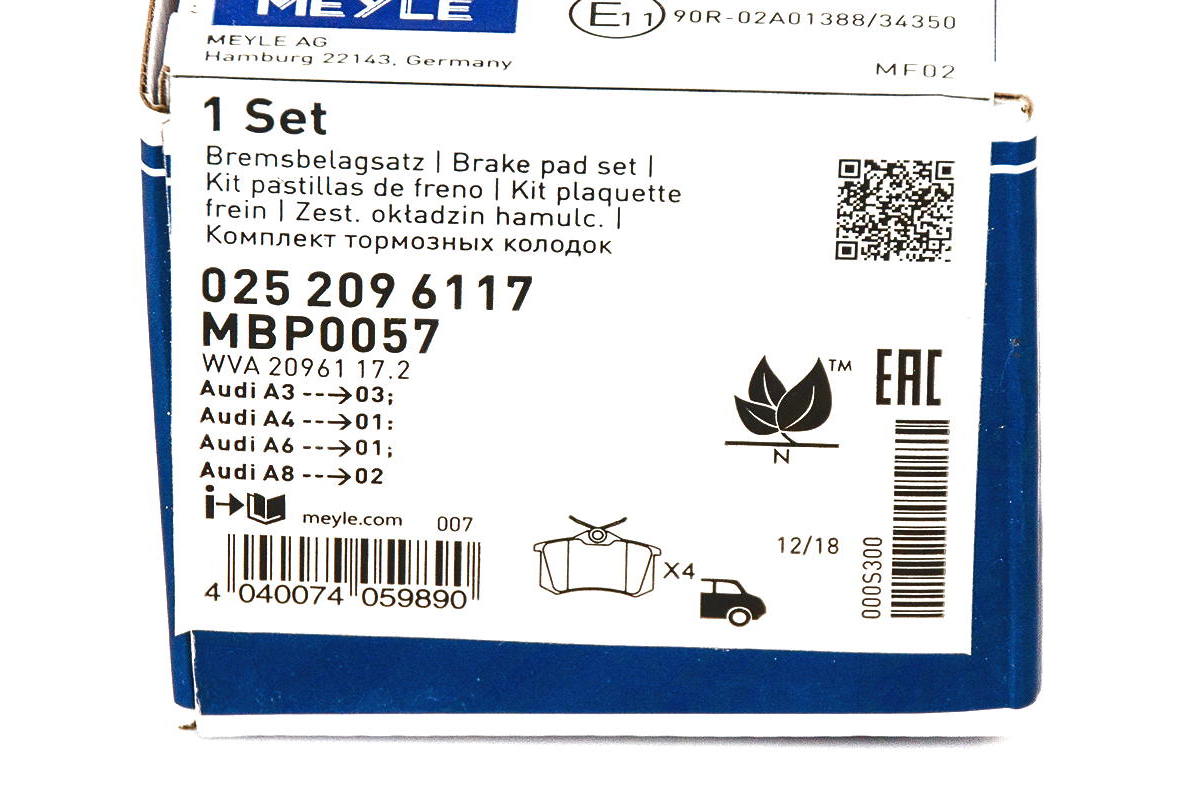 MEYLE
E11 90R-02A01388/34350
MEYLE AG
Hamburg 22143, Germany
MF02
1 Set
Bremsbelagsatz | Brake pad set |
Kit pastillas de freno | Kit plaquette
frein | Zest. okładzin hamulc. |
Комплект тормозных колодок
025 209 6117
MBP0057
WVA 20961 17.2
Audi A3 --->03;
Audi A4 --->01:
Audi A6 --->01;
Audi A8 --->02
TM
EAC
N
i→ meyle.com 007
4 040074 059890
X4
12/18
000S300